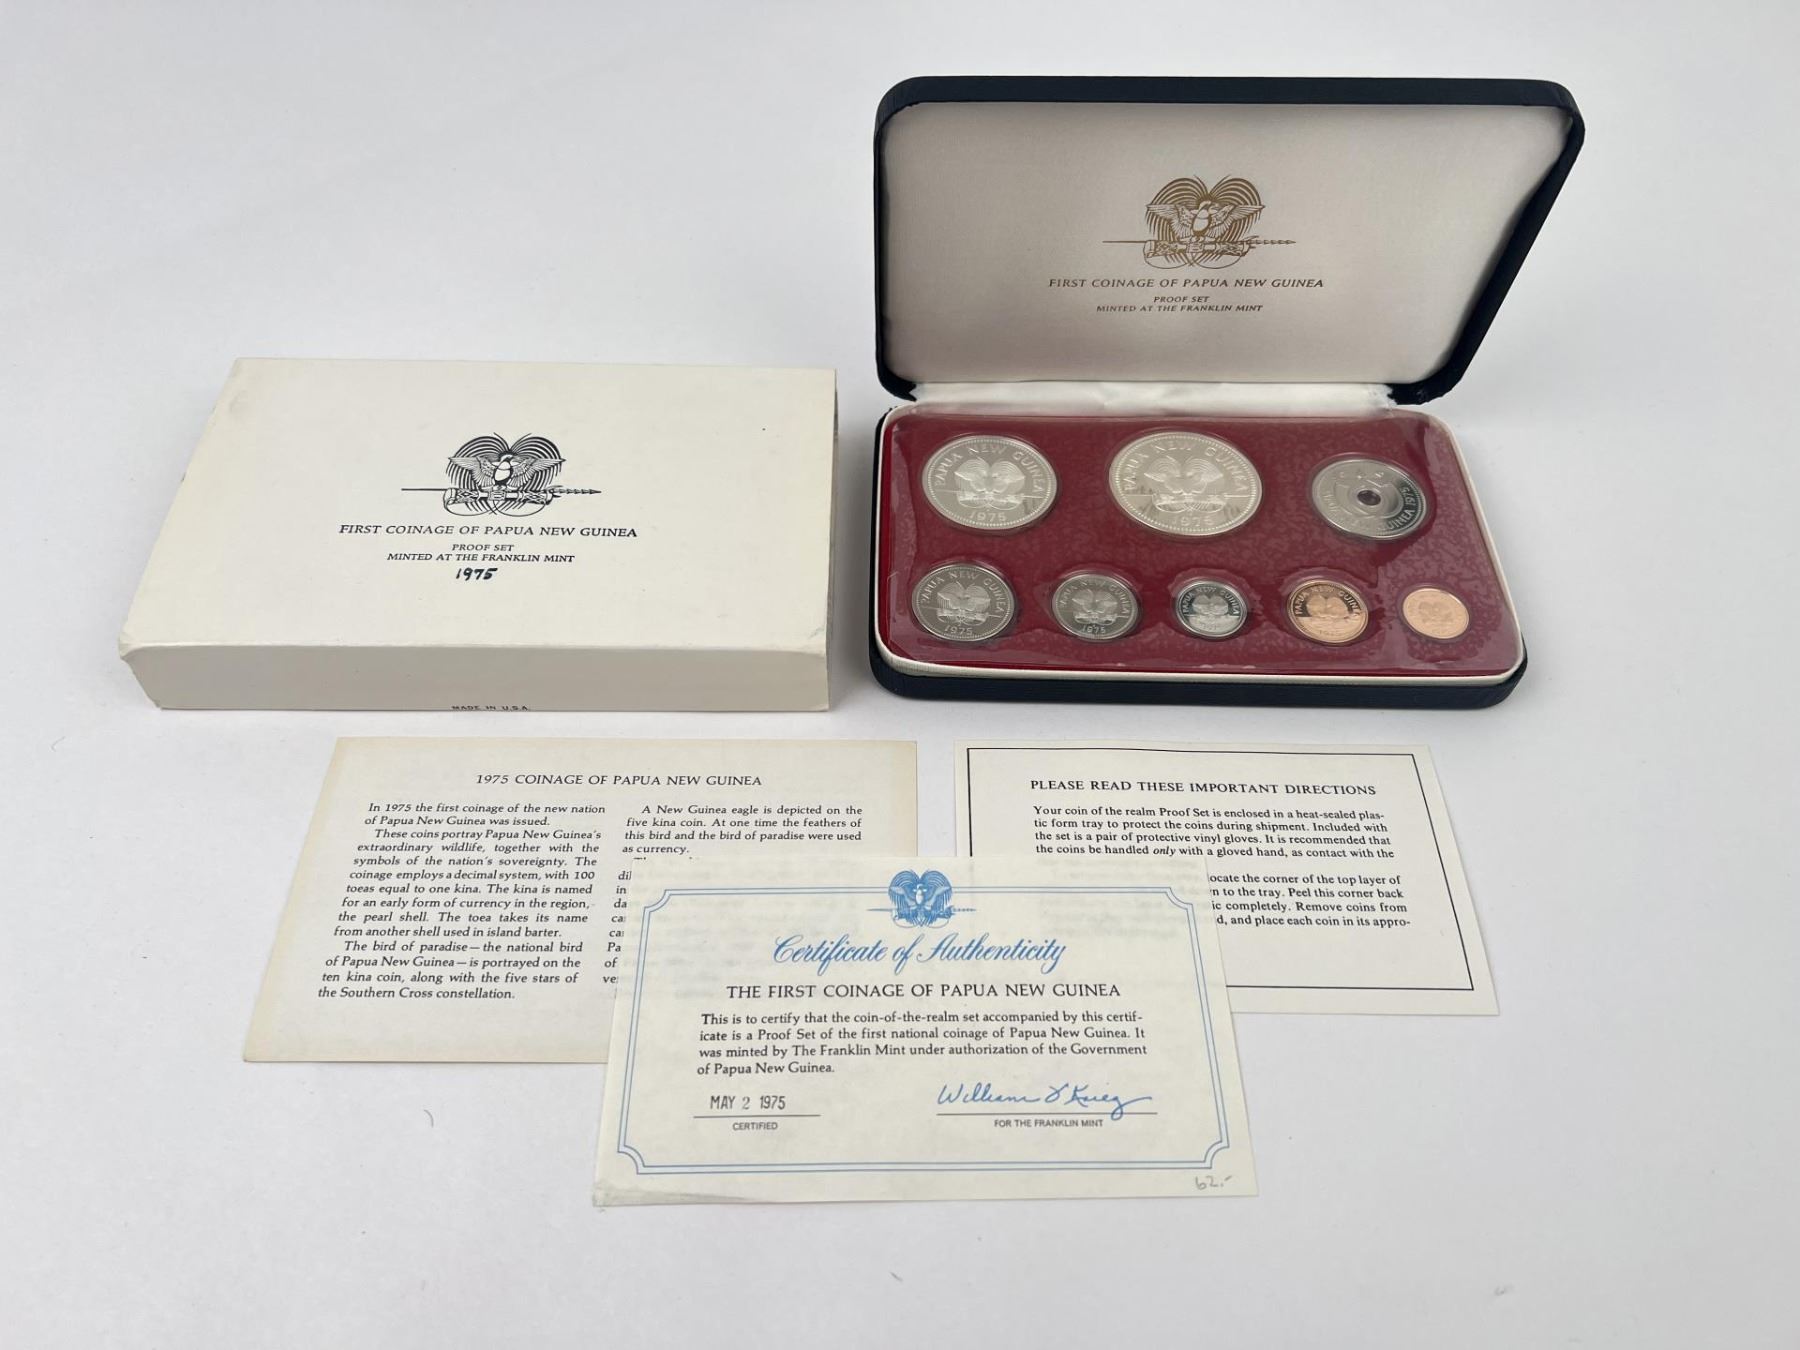 FIRST COINAGE OF PAPUA NEW GUINEA
PROOF SET
MINTED AT THE FRANKLIN MINT
FIRST COINAGE OF PAPUA NEW GUINEA
PROOF SET
MINTED AT THE FRANKLIN MINT
1975
MADE IN U.S.A.
PAPUA NEW GUINEA
1975
PAPUA NEW GUINEA
1975
1975
PAPUA NEW GUINEA
1975
PAPUA NEW GUINEA
1975
PAPUA NEW GUINEA
PAPUA NEW GUINEA
1975
1975 COINAGE OF PAPUA NEW GUINEA
In 1975 the first coinage of the new nation
of Papua New Guinea was issued.
These coins portray Papua New Guinea's
extraordinary wildlife, together with the
symbols of the nation's sovereignty. The
coinage employs a decimal system, with 100
toeas equal to one kina. The kina is named
for an early form of currency in the region,
the pearl shell. The toea takes its name
from another shell used in island barter.
The bird of paradise—the national bird
of Papua New Guinea—is portrayed on the
ten kina coin, along with the five stars of
the Southern Cross constellation.
A New Guinea eagle is depicted on the
five kina coin. At one time the feathers of
this bird and the bird of paradise were used
as currency.
PLEASE READ THESE IMPORTANT DIRECTIONS
Your coin of the realm Proof Set is enclosed in a heat-sealed plas-
tic form tray to protect the coins during shipment. Included with
the set is a pair of protective vinyl gloves. It is recommended that
the coins be handled only with a gloved hand, as contact with the
ocate the corner of the top layer of
n to the tray. Peel this corner back
ic completely. Remove coins from
d, and place each coin in its appro-
Certificate of Authenticity
THE FIRST COINAGE OF PAPUA NEW GUINEA
This is to certify that the coin-of-the-realm set accompanied by this certif-
icate is a Proof Set of the first national coinage of Papua New Guinea. It
was minted by The Franklin Mint under authorization of the Government
of Papua New Guinea.
MAY 2 1975
CERTIFIED
William Krieg
FOR THE FRANKLIN MINT
62.-